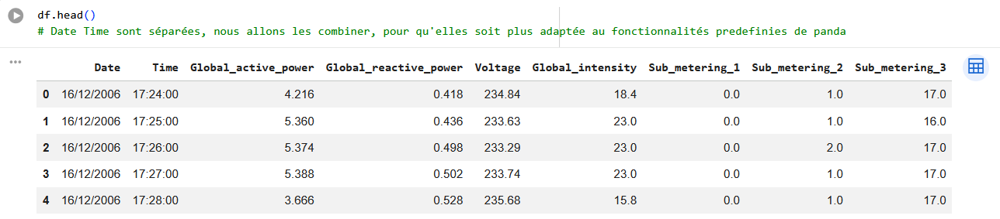 df.head()
# Date Time sont séparées, nous allons les combiner, pour qu'elles soit plus adaptée au fonctionnalités predefinies de panda
Date Time Global_active_power Global_reactive_power Voltage Global_intensity Sub_metering_1 Sub_metering_2 Sub_metering_3
0 16/12/2006 17:24:00 4.216 0.418 234.84 18.4 0.0 1.0 17.0
1 16/12/2006 17:25:00 5.360 0.436 233.63 23.0 0.0 1.0 16.0
2 16/12/2006 17:26:00 5.374 0.498 233.29 23.0 0.0 2.0 17.0
3 16/12/2006 17:27:00 5.388 0.502 233.74 23.0 0.0 1.0 17.0
4 16/12/2006 17:28:00 3.666 0.528 235.68 15.8 0.0 1.0 17.0